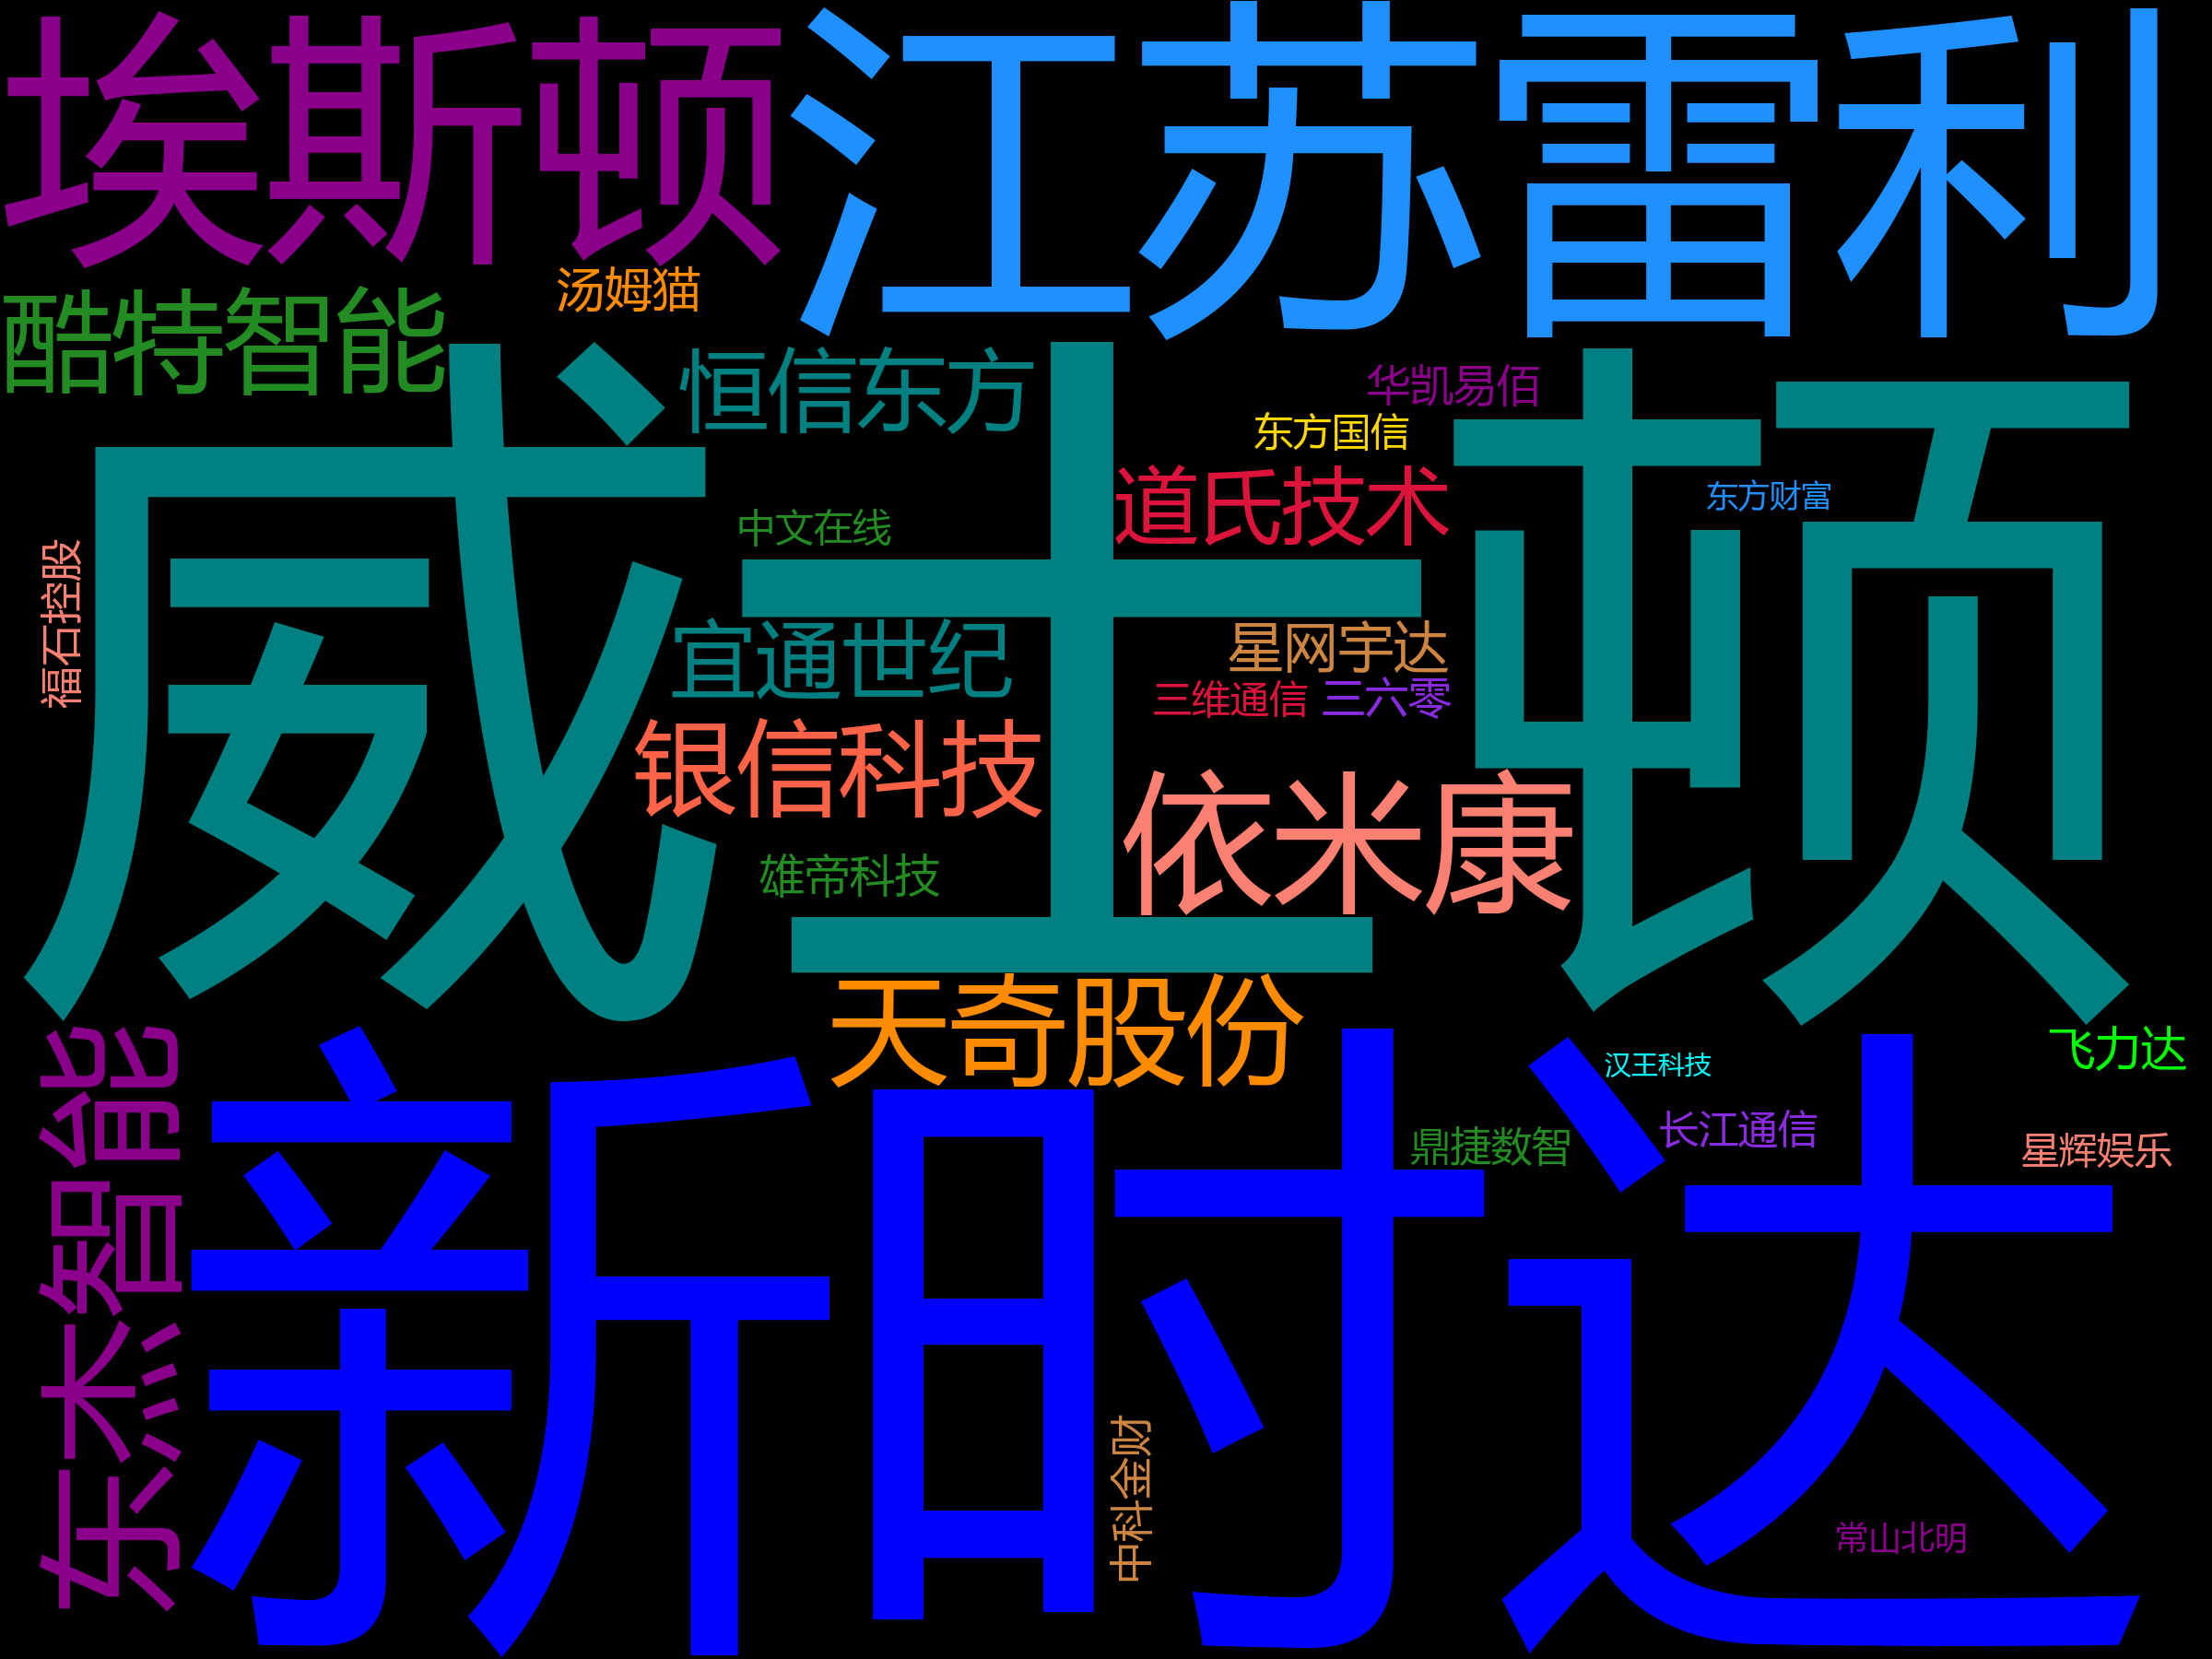 埃斯顿
江苏雷利
汤姆猫
酷特智能
恒信东方
华凯易佰
东方国信
道氏技术
东方财富
中文在线
威士顿
福石控股
宜通世纪
星网宇达
三维通信
三六零
银信科技
依米康
雄帝科技
天奇股份
飞力达
汉王科技
长江通信
鼎捷数智
星辉娱乐
东杰智能
新时达
中科金财
常山北明